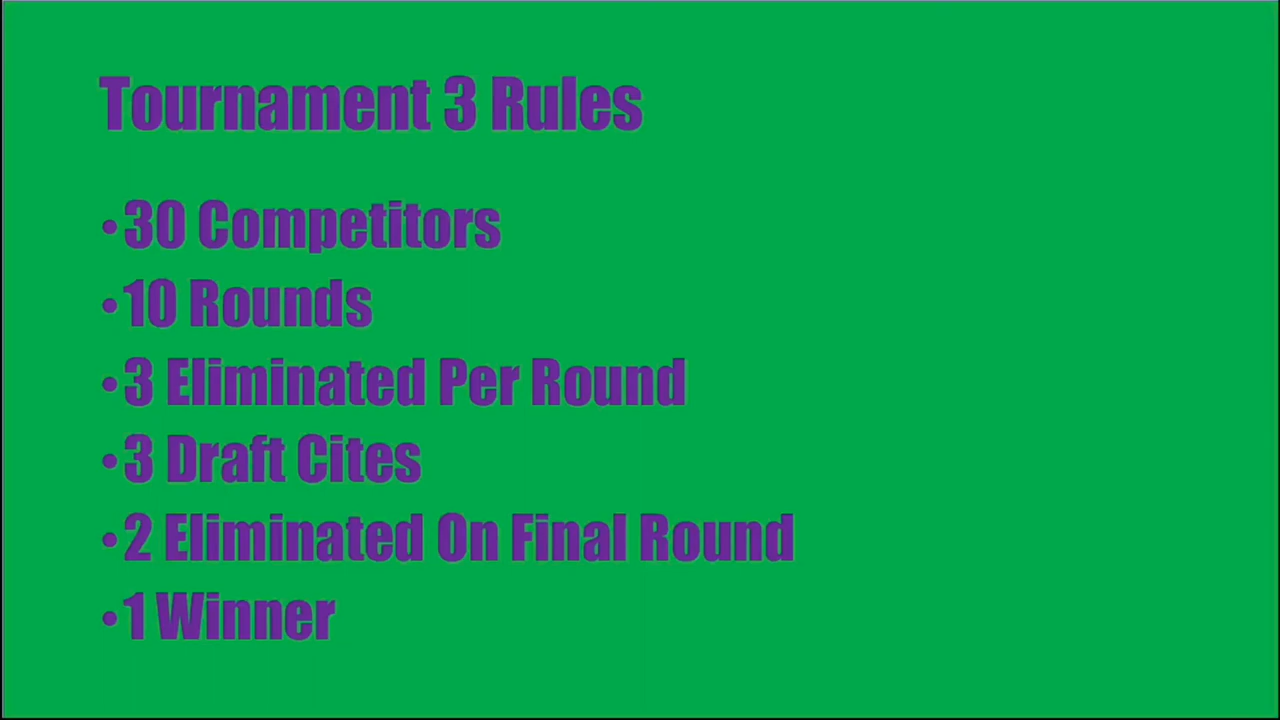 Tournament 3 Rules
•30 Competitors
•10 Rounds
•3 Eliminated Per Round
•3 Draft Cites
•2 Eliminated On Final Round
•1 Winner